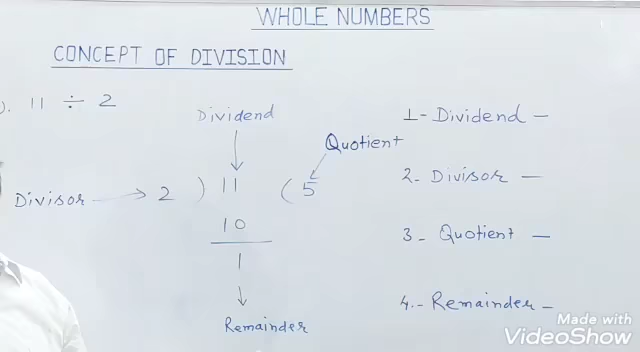 WHOLE NUMBERS
CONCEPT OF DIVISION
). 11 ÷ 2
Dividend
Quotient
Divisor → 2 ) 11 ( 5
10
1
Remainder
1- Dividend -
2- Divisor -
3- Quotient -
4.- Remainder -
Made with
VideoShow